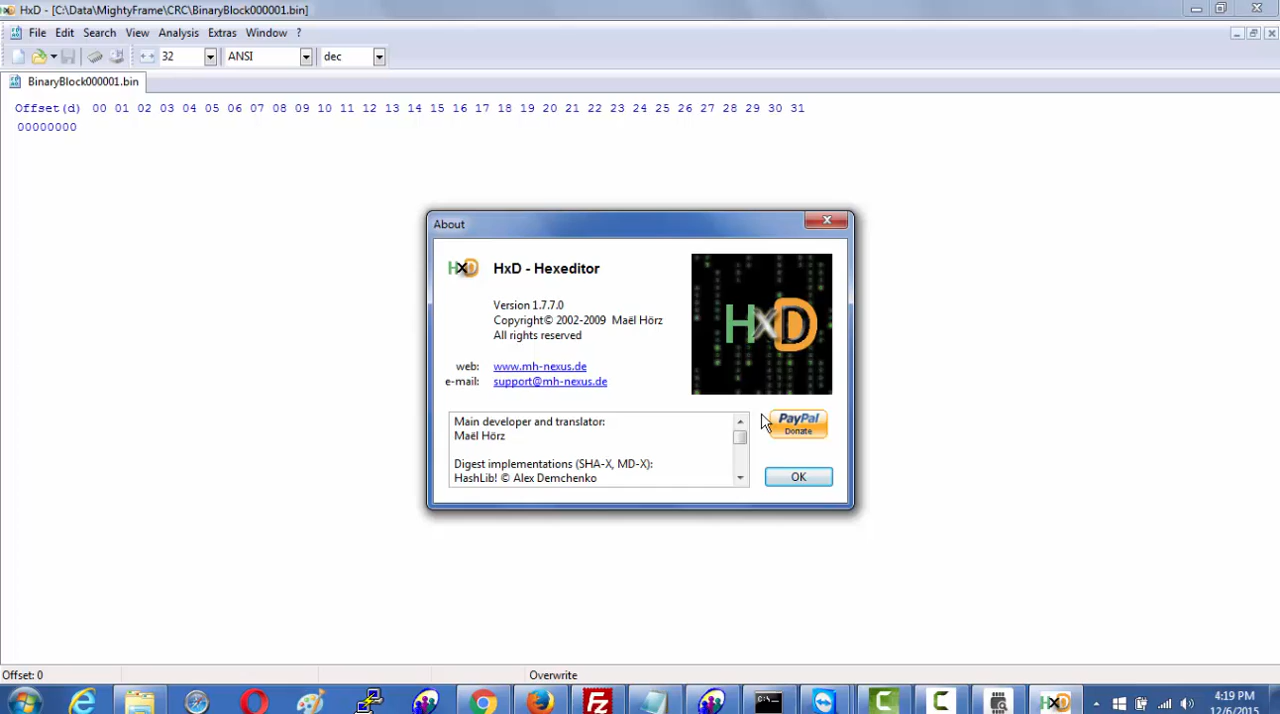 HxD - [C:\Data\MightyFrame\CRC\BinaryBlock000001.bin]
File Edit Search View Analysis Extras Window ?
32 ANSI dec
BinaryBlock000001.bin
Offset(d) 00 01 02 03 04 05 06 07 08 09 10 11 12 13 14 15 16 17 18 19 20 21 22 23 24 25 26 27 28 29 30 31
00000000
About
HxD - Hexeditor
Version 1.7.7.0
Copyright© 2002-2009 Maël Hörz
All rights reserved
web: www.mh-nexus.de
e-mail: support@mh-nexus.de
HxD
Main developer and translator:
Maël Hörz
Digest implementations (SHA-X, MD-X):
HashLib! © Alex Demchenko
PayPal
Donate
OK
Offset: 0 Overwrite
4:19 PM
12/6/2015